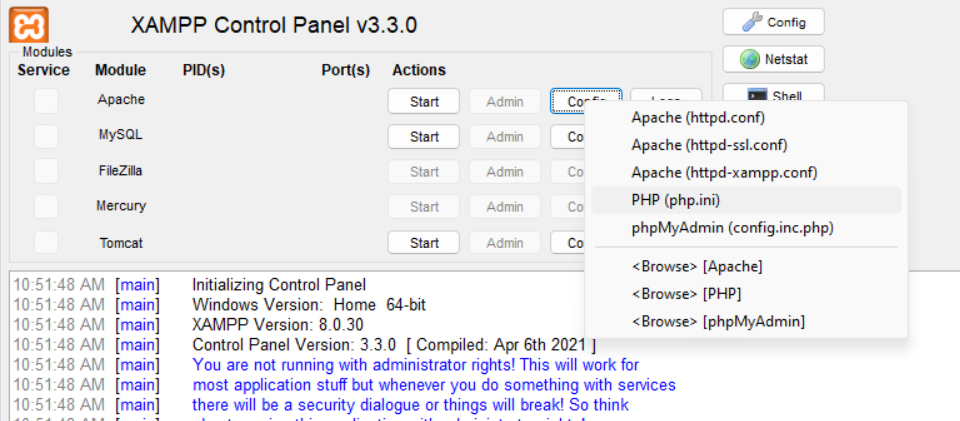 XAMPP Control Panel v3.3.0
Config
Modules
Service Module PID(s) Port(s) Actions
Netstat
Shell
Apache Start Admin Config Logs
MySQL Start Admin Co
FileZilla Start Admin Co
Mercury Start Admin Co
Tomcat Start Admin Co
Apache (httpd.conf)
Apache (httpd-ssl.conf)
Apache (httpd-xampp.conf)
PHP (php.ini)
phpMyAdmin (config.inc.php)
<Browse> [Apache]
<Browse> [PHP]
<Browse> [phpMyAdmin]
10:51:48 AM [main] Initializing Control Panel
10:51:48 AM [main] Windows Version: Home 64-bit
10:51:48 AM [main] XAMPP Version: 8.0.30
10:51:48 AM [main] Control Panel Version: 3.3.0 [ Compiled: Apr 6th 2021 ]
10:51:48 AM [main] You are not running with administrator rights! This will work for
10:51:48 AM [main] most application stuff but whenever you do something with services
10:51:48 AM [main] there will be a security dialogue or things will break! So think